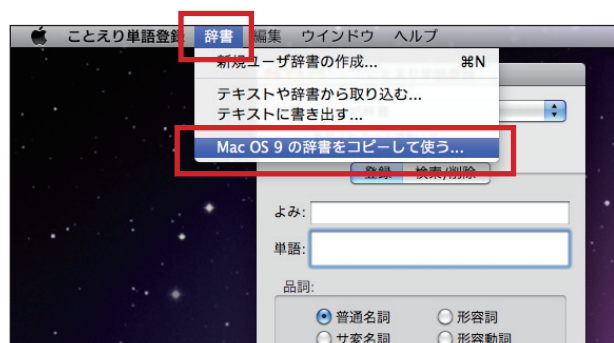 ことえり単語登録 辞書 編集 ウインドウ ヘルプ
新規ユーザ辞書の作成... ⌘N
テキストや辞書から取り込む...
テキストに書き出す...
Mac OS 9 の辞書をコピーして使う...
登録 検索/削除
よみ:
単語:
品詞:
普通名詞 形容詞
サ変名詞 形容動詞